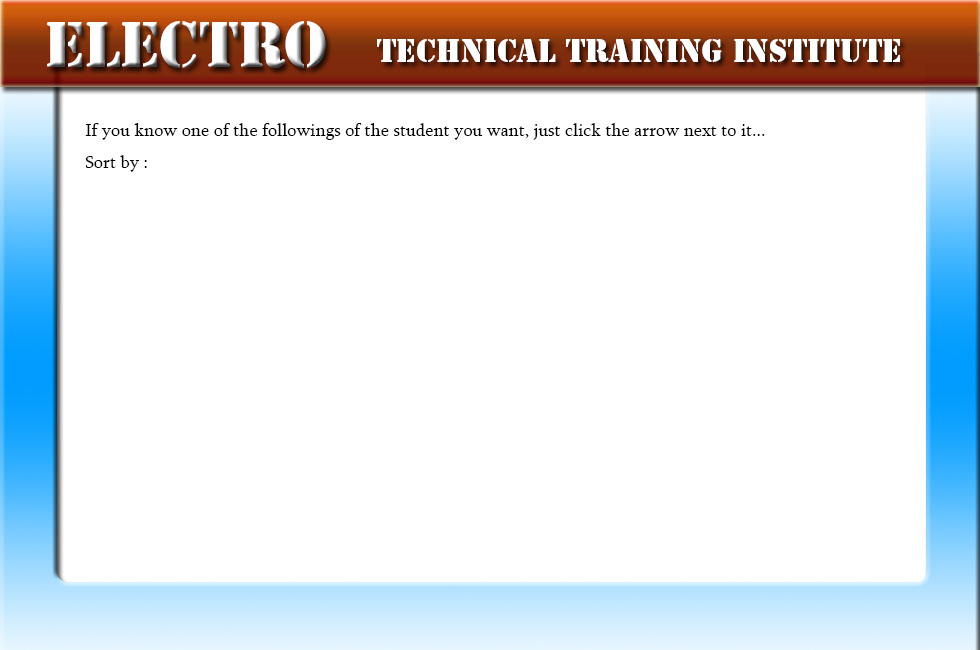 ELECTRO TECHNICAL TRAINING INSTITUTE
If you know one of the followings of the student you want, just click the arrow next to it...
Sort by :